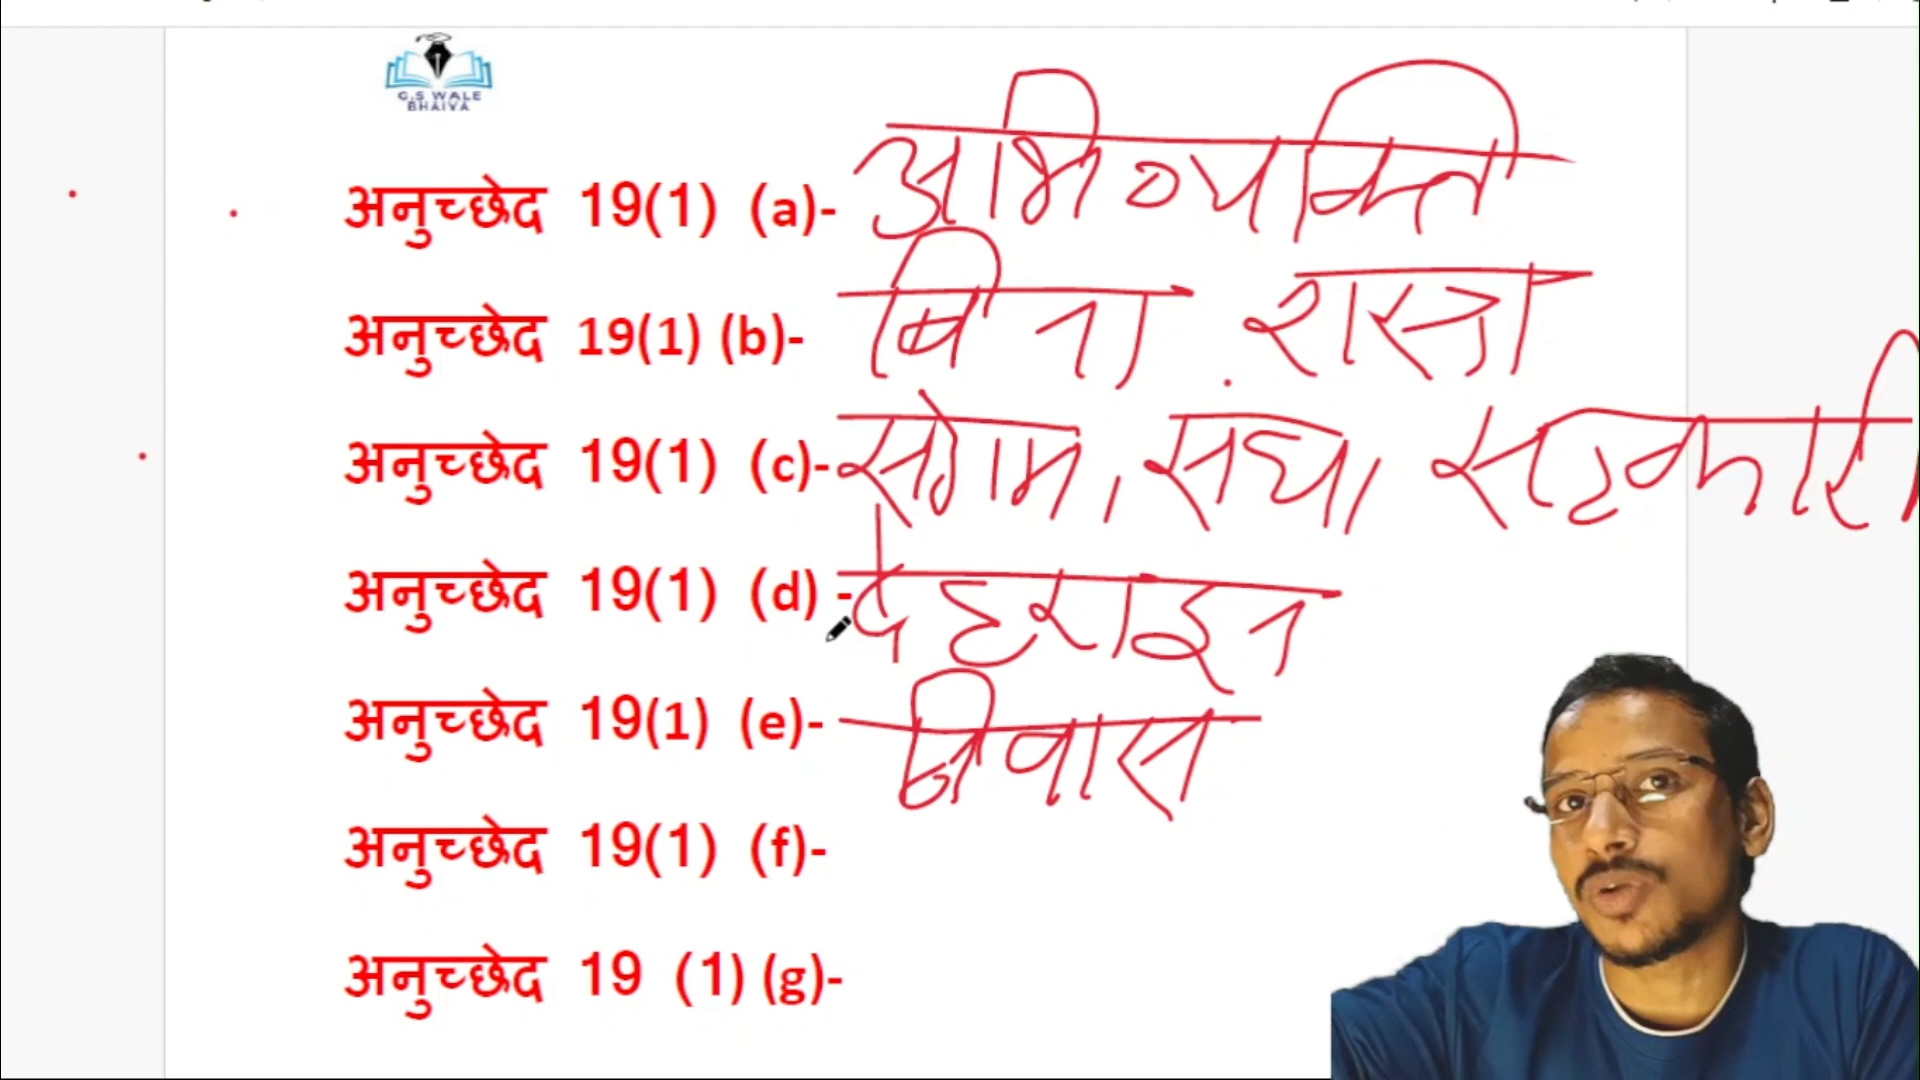 G.S WALE
BHAIYA
अनुच्छेद 19(1) (a)- अभिव्यक्ति
अनुच्छेद 19(1) (b)- बिना शस्त्र
अनुच्छेद 19(1) (c)- संगम, संघ, सहकारी
अनुच्छेद 19(1) (d) - देहरादून
अनुच्छेद 19(1) (e)- निवास
अनुच्छेद 19(1) (f)-
अनुच्छेद 19 (1) (g)-